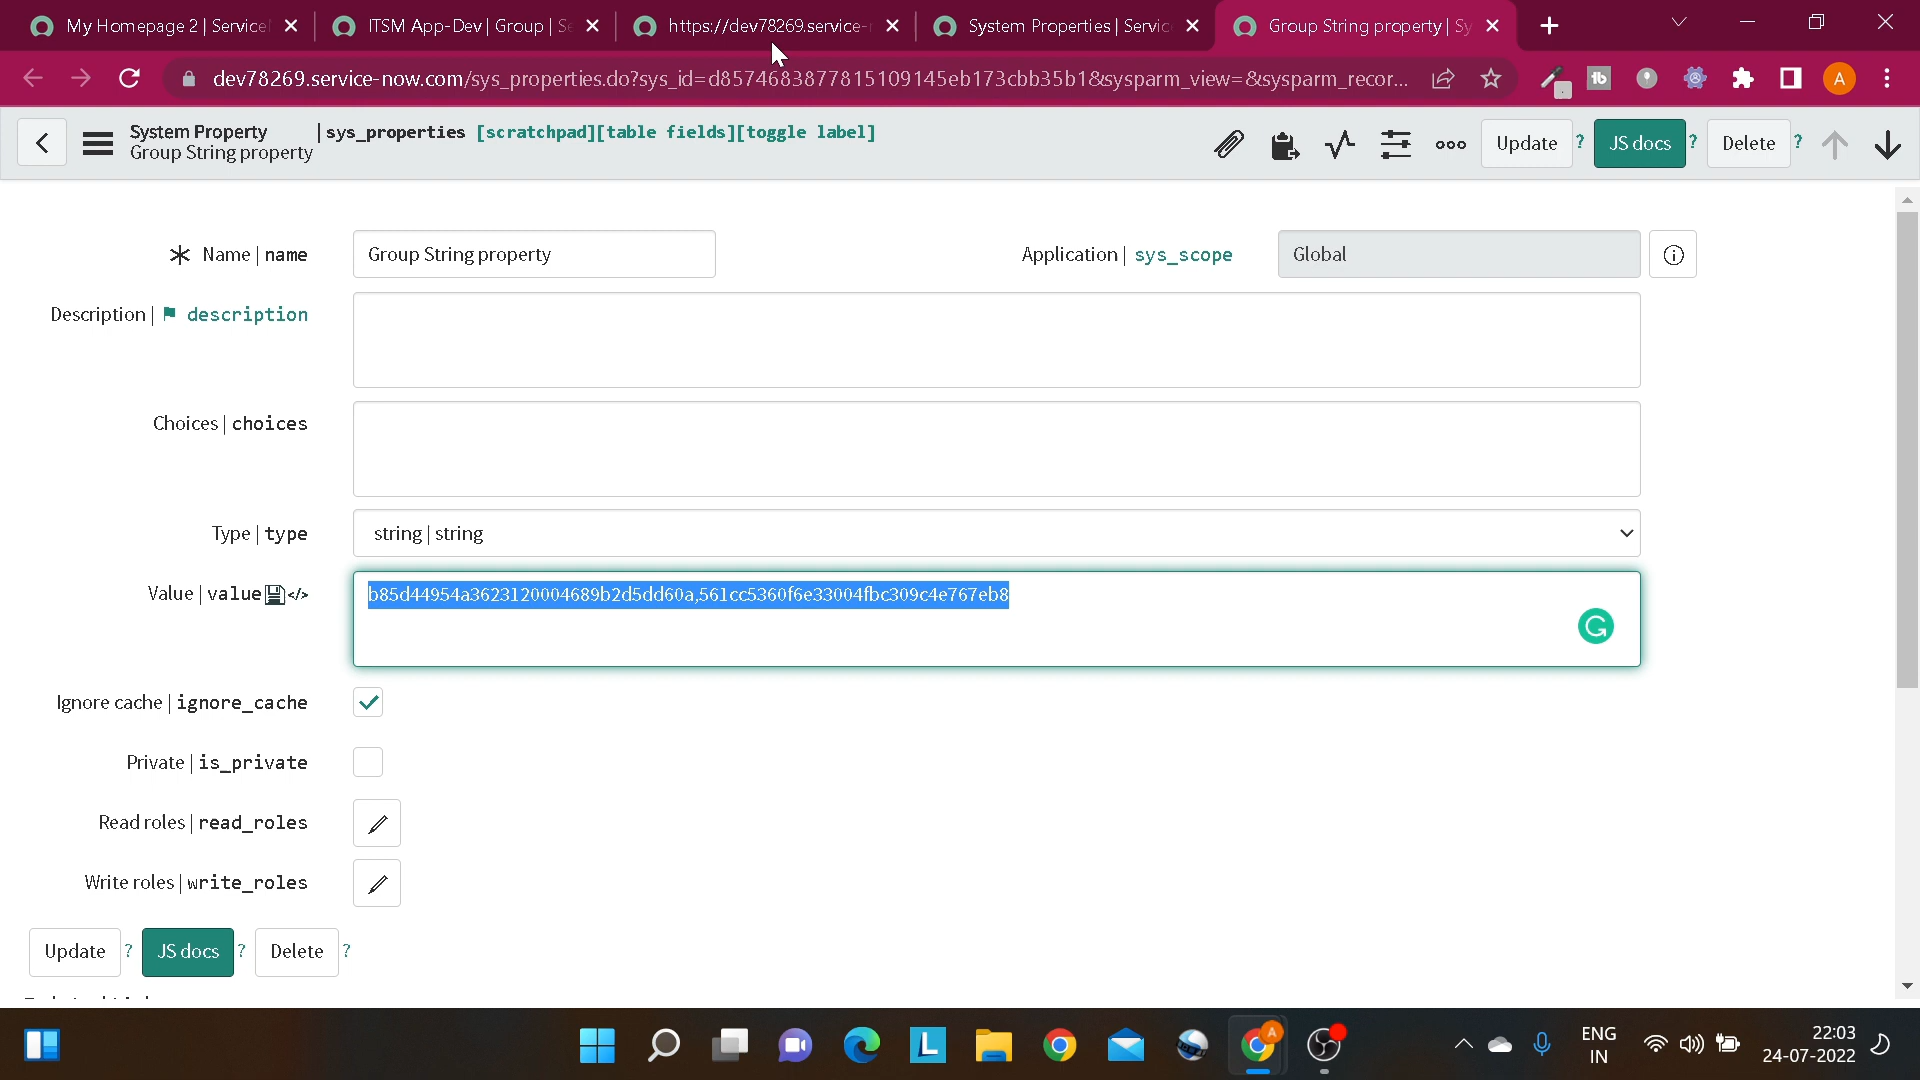 My Homepage 2 | Service
ITSM App-Dev | Group | Se
https://dev78269.service-
System Properties | Service
Group String property | Sy
dev78269.service-now.com/sys_properties.do?sys_id=d8574683877815109145eb173cbb35b1&sysparm_view=&sysparm_recor...
A
System Property | sys_properties [scratchpad][table fields][toggle label]
Group String property
Update ? JS docs ? Delete ?
Name | name
Group String property
Application | sys_scope
Global
Description | description
Choices | choices
Type | type
string | string
Value | value </>
b85d44954a3623120004689b2d5dd60a,561cc5360f6e33004fbc309c4e767eb8
Ignore cache | ignore_cache
Private | is_private
Read roles | read_roles
Write roles | write_roles
Update ? JS docs ? Delete ?
ENG
IN
22:03
24-07-2022